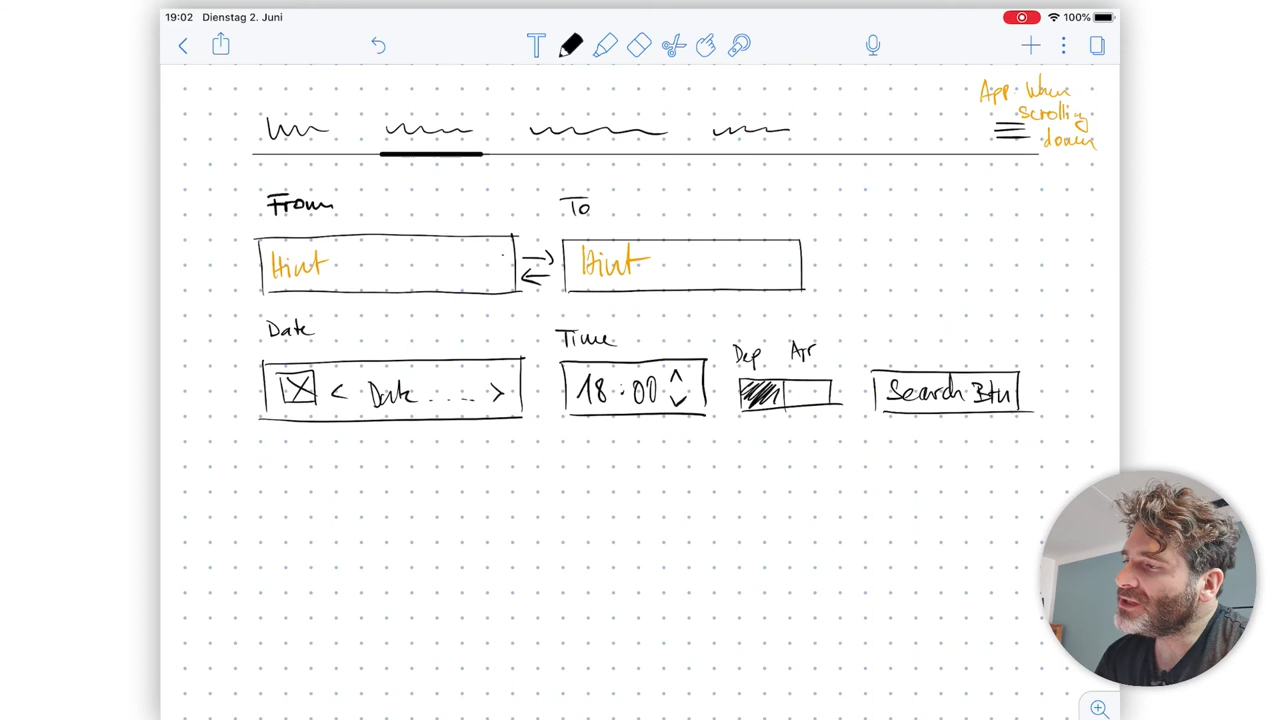 19:02 Dienstag 2. Juni
100%
App when
scrolling
down
From
To
Hint
Hint
Date
Time
Dep Arr
< Date ..... >
18:00
Search Btn